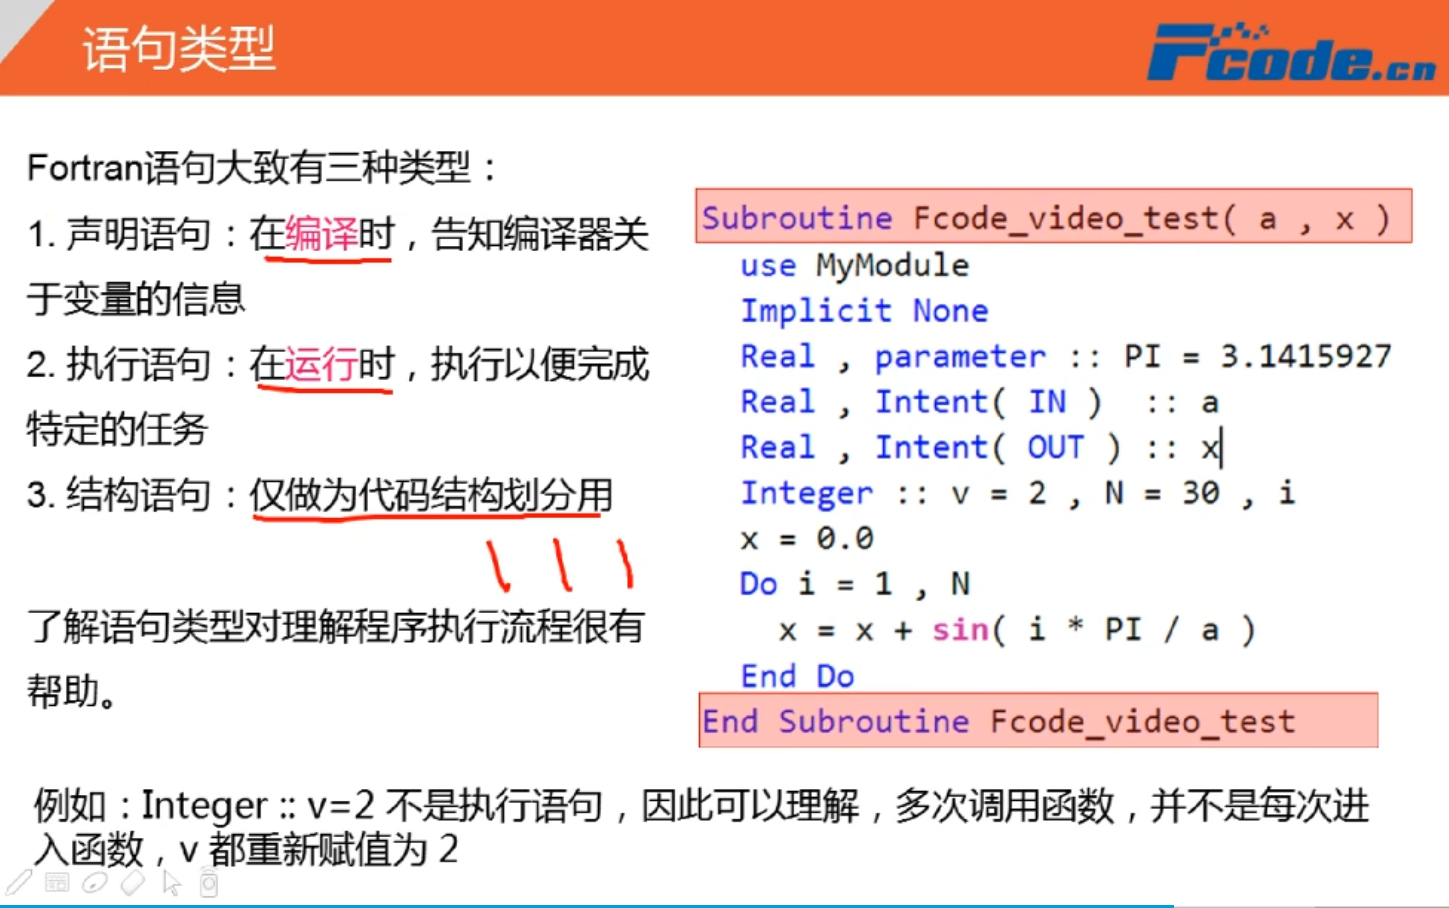 语句类型
Fcode.cn
Fortran语句大致有三种类型：
1. 声明语句：在编译时，告知编译器关
于变量的信息
2. 执行语句：在运行时，执行以便完成
特定的任务
3. 结构语句：仅做为代码结构划分用
了解语句类型对理解程序执行流程很有
帮助。
Subroutine Fcode_video_test( a , x )
use MyModule
Implicit None
Real , parameter :: PI = 3.1415927
Real , Intent( IN ) :: a
Real , Intent( OUT ) :: x
Integer :: v = 2 , N = 30 , i
x = 0.0
Do i = 1 , N
x = x + sin( i * PI / a )
End Do
End Subroutine Fcode_video_test
例如：Integer :: v=2 不是执行语句，因此可以理解，多次调用函数，并不是每次进
入函数，v 都重新赋值为 2